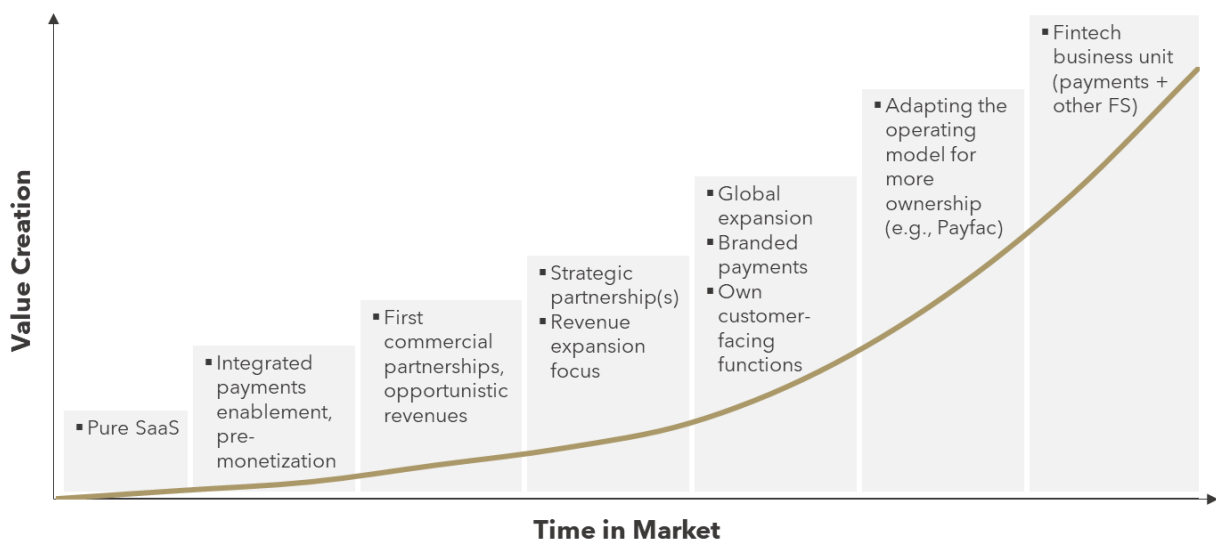 Value Creation
▪ Pure SaaS
▪ Integrated
payments
enablement,
pre-
monetization
▪ First
commercial
partnerships,
opportunistic
revenues
▪ Strategic
partnership(s)
▪ Revenue
expansion
focus
▪ Global
expansion
▪ Branded
payments
▪ Own
customer-
facing
functions
▪ Adapting the
operating
model for
more
ownership
(e.g., Payfac)
▪ Fintech
business unit
(payments +
other FS)
Time in Market